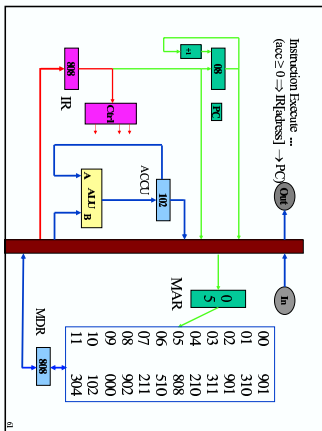 Instruction Execute ...
(acc ≥ 0 ⇒ IR[adress] → PC)
Out
In
+1
08
PC
808
IR
Ctrl
ACCU
102
A ALU B
MAR
0 5
MDR
808
00 901
01 310
02 901
03 311
04 210
05 808
06 510
07 211
08 902
09 000
10 102
11 304
61